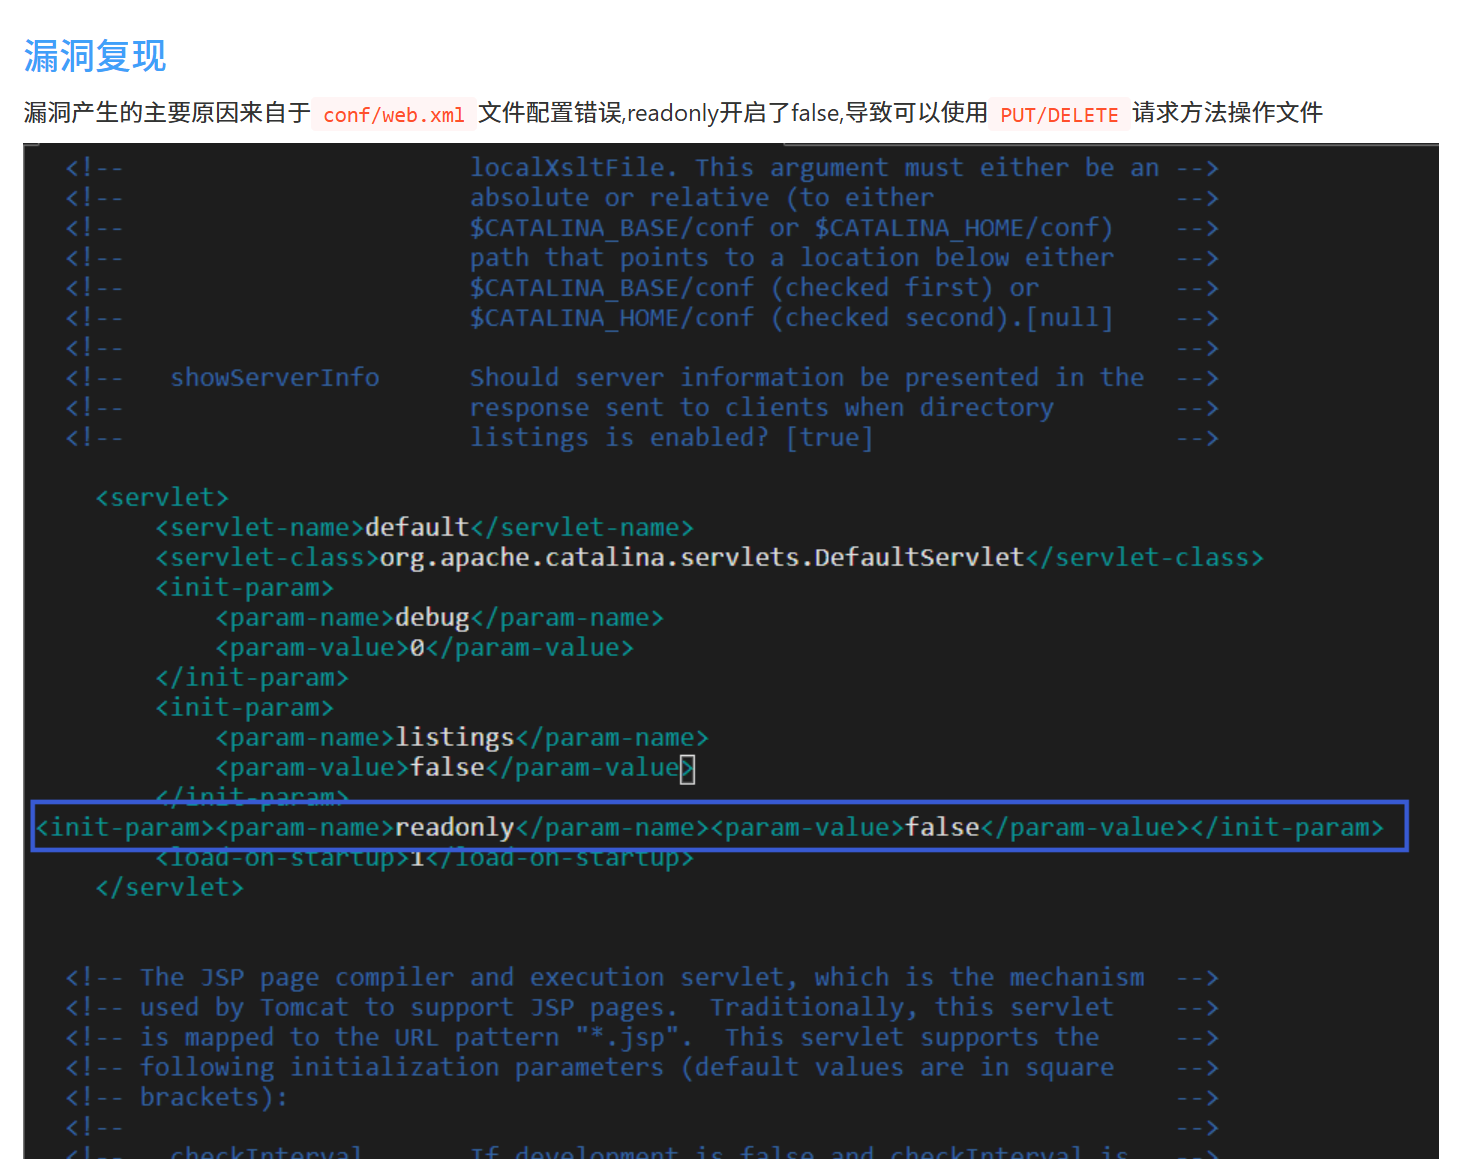 漏洞复现
漏洞产生的主要原因来自于 conf/web.xml 文件配置错误,readonly开启了false,导致可以使用 PUT/DELETE 请求方法操作文件
<!-- localXsltFile. This argument must either be an -->
<!-- absolute or relative (to either -->
<!-- $CATALINA_BASE/conf or $CATALINA_HOME/conf) -->
<!-- path that points to a location below either -->
<!-- $CATALINA_BASE/conf (checked first) or -->
<!-- $CATALINA_HOME/conf (checked second).[null] -->
<!-- -->
<!-- showServerInfo Should server information be presented in the -->
<!-- response sent to clients when directory -->
<!-- listings is enabled? [true] -->
<servlet>
<servlet-name>default</servlet-name>
<servlet-class>org.apache.catalina.servlets.DefaultServlet</servlet-class>
<init-param>
<param-name>debug</param-name>
<param-value>0</param-value>
</init-param>
<init-param>
<param-name>listings</param-name>
<param-value>false</param-value>
</init-param>
<init-param><param-name>readonly</param-name><param-value>false</param-value></init-param>
<load-on-startup>1</load-on-startup>
</servlet>
<!-- The JSP page compiler and execution servlet, which is the mechanism -->
<!-- used by Tomcat to support JSP pages. Traditionally, this servlet -->
<!-- is mapped to the URL pattern "*.jsp". This servlet supports the -->
<!-- following initialization parameters (default values are in square -->
<!-- brackets): -->
<!-- -->
<!-- checkInterval If development is false and checkInterval is -->